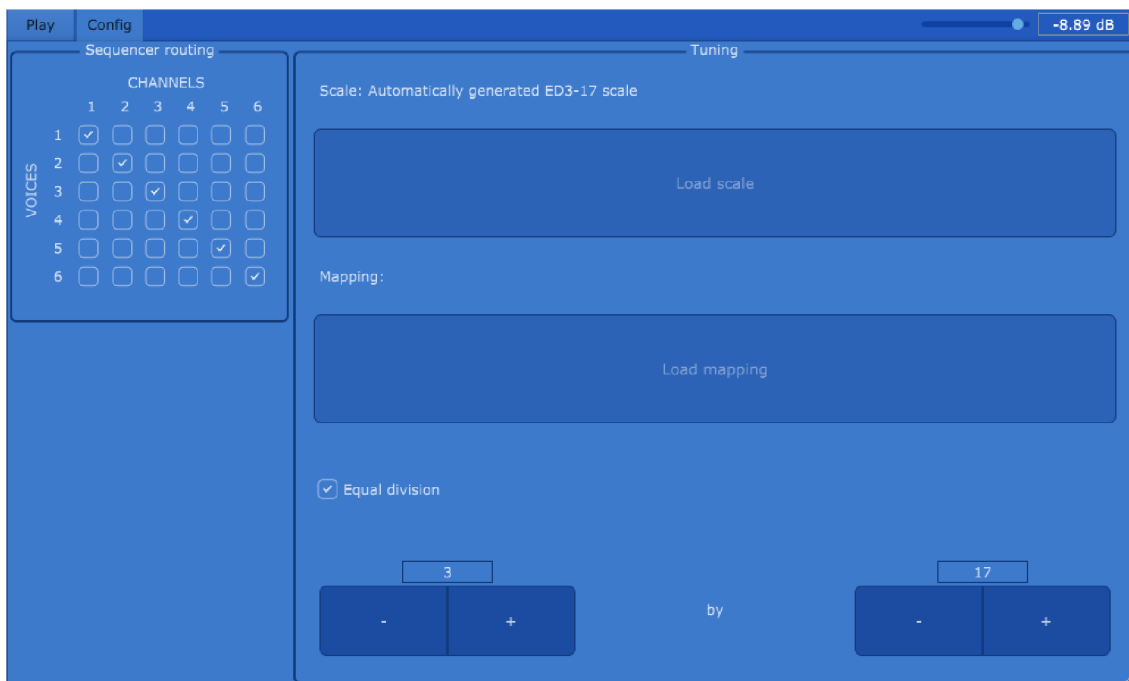 Play Config -8.89 dB
Sequencer routing
CHANNELS
1 2 3 4 5 6
VOICES
1
2
3
4
5
6
Tuning
Scale: Automatically generated ED3-17 scale
Load scale
Mapping:
Load mapping
Equal division
3 17
- + by - +